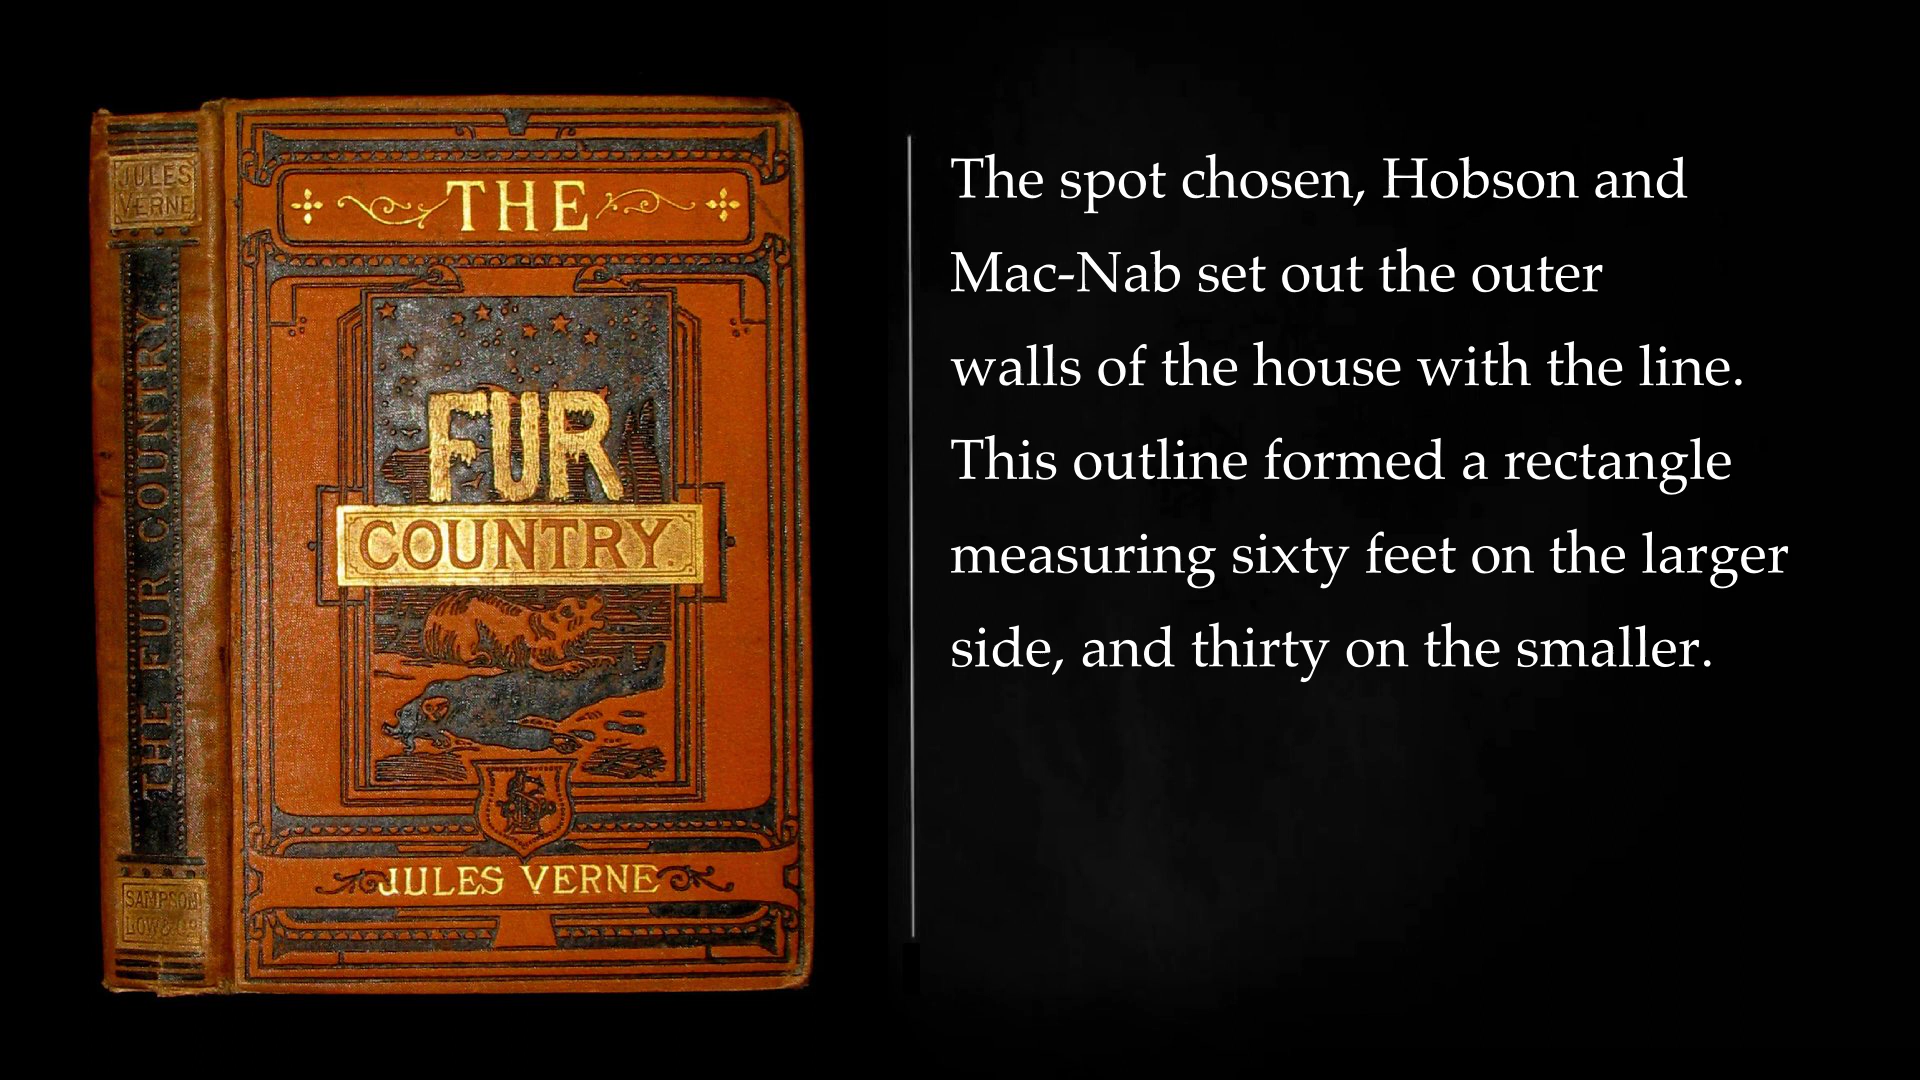 JULES
VERNE
THE FUR COUNTRY.
SAMPSON
LOW & Co
THE
FUR
COUNTRY.
JULES VERNE
The spot chosen, Hobson and
Mac-Nab set out the outer
walls of the house with the line.
This outline formed a rectangle
measuring sixty feet on the larger
side, and thirty on the smaller.